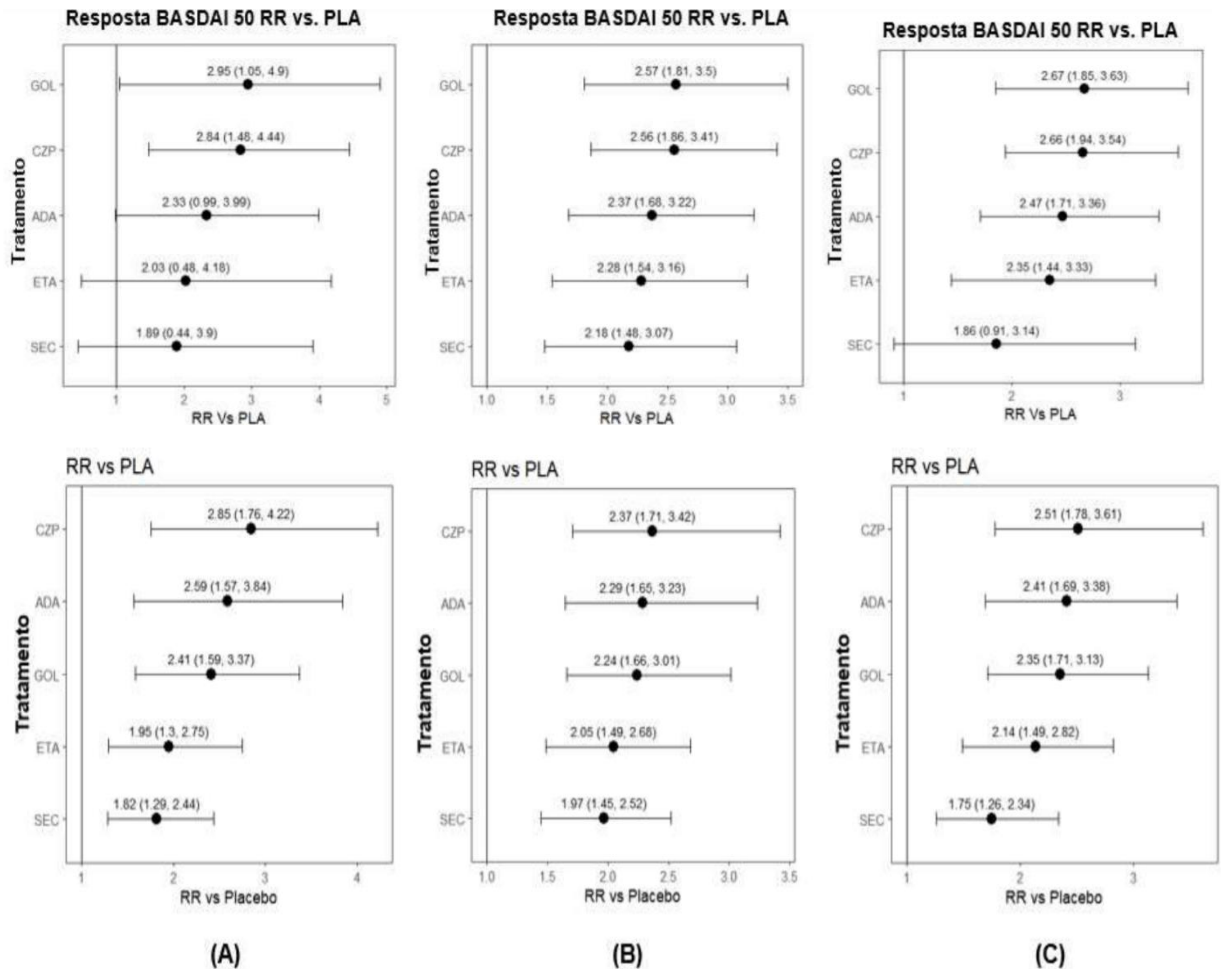 Resposta BASDAI 50 RR vs. PLA
Tratamento
GOL
2.95 (1.05, 4.9)
CZP
2.84 (1.48, 4.44)
ADA
2.33 (0.99, 3.99)
ETA
2.03 (0.48, 4.18)
SEC
1.89 (0.44, 3.9)
1 2 3 4 5
RR Vs PLA
Resposta BASDAI 50 RR vs. PLA
Tratamento
GOL
2.57 (1.81, 3.5)
CZP
2.56 (1.86, 3.41)
ADA
2.37 (1.68, 3.22)
ETA
2.28 (1.54, 3.16)
SEC
2.18 (1.48, 3.07)
1.0 1.5 2.0 2.5 3.0 3.5
RR Vs PLA
Resposta BASDAI 50 RR vs. PLA
Tratamento
GOL
2.67 (1.85, 3.63)
CZP
2.66 (1.94, 3.54)
ADA
2.47 (1.71, 3.36)
ETA
2.35 (1.44, 3.33)
SEC
1.86 (0.91, 3.14)
1 2 3
RR Vs PLA
RR vs PLA
Tratamento
CZP
2.85 (1.76, 4.22)
ADA
2.59 (1.57, 3.84)
GOL
2.41 (1.59, 3.37)
ETA
1.95 (1.3, 2.75)
SEC
1.82 (1.29, 2.44)
1 2 3 4
RR vs Placebo
(A)
RR vs PLA
Tratamento
CZP
2.37 (1.71, 3.42)
ADA
2.29 (1.65, 3.23)
GOL
2.24 (1.66, 3.01)
ETA
2.05 (1.49, 2.68)
SEC
1.97 (1.45, 2.52)
1.0 1.5 2.0 2.5 3.0 3.5
RR vs Placebo
(B)
RR vs PLA
Tratamento
CZP
2.51 (1.78, 3.61)
ADA
2.41 (1.69, 3.38)
GOL
2.35 (1.71, 3.13)
ETA
2.14 (1.49, 2.82)
SEC
1.75 (1.26, 2.34)
1 2 3
RR vs Placebo
(C)